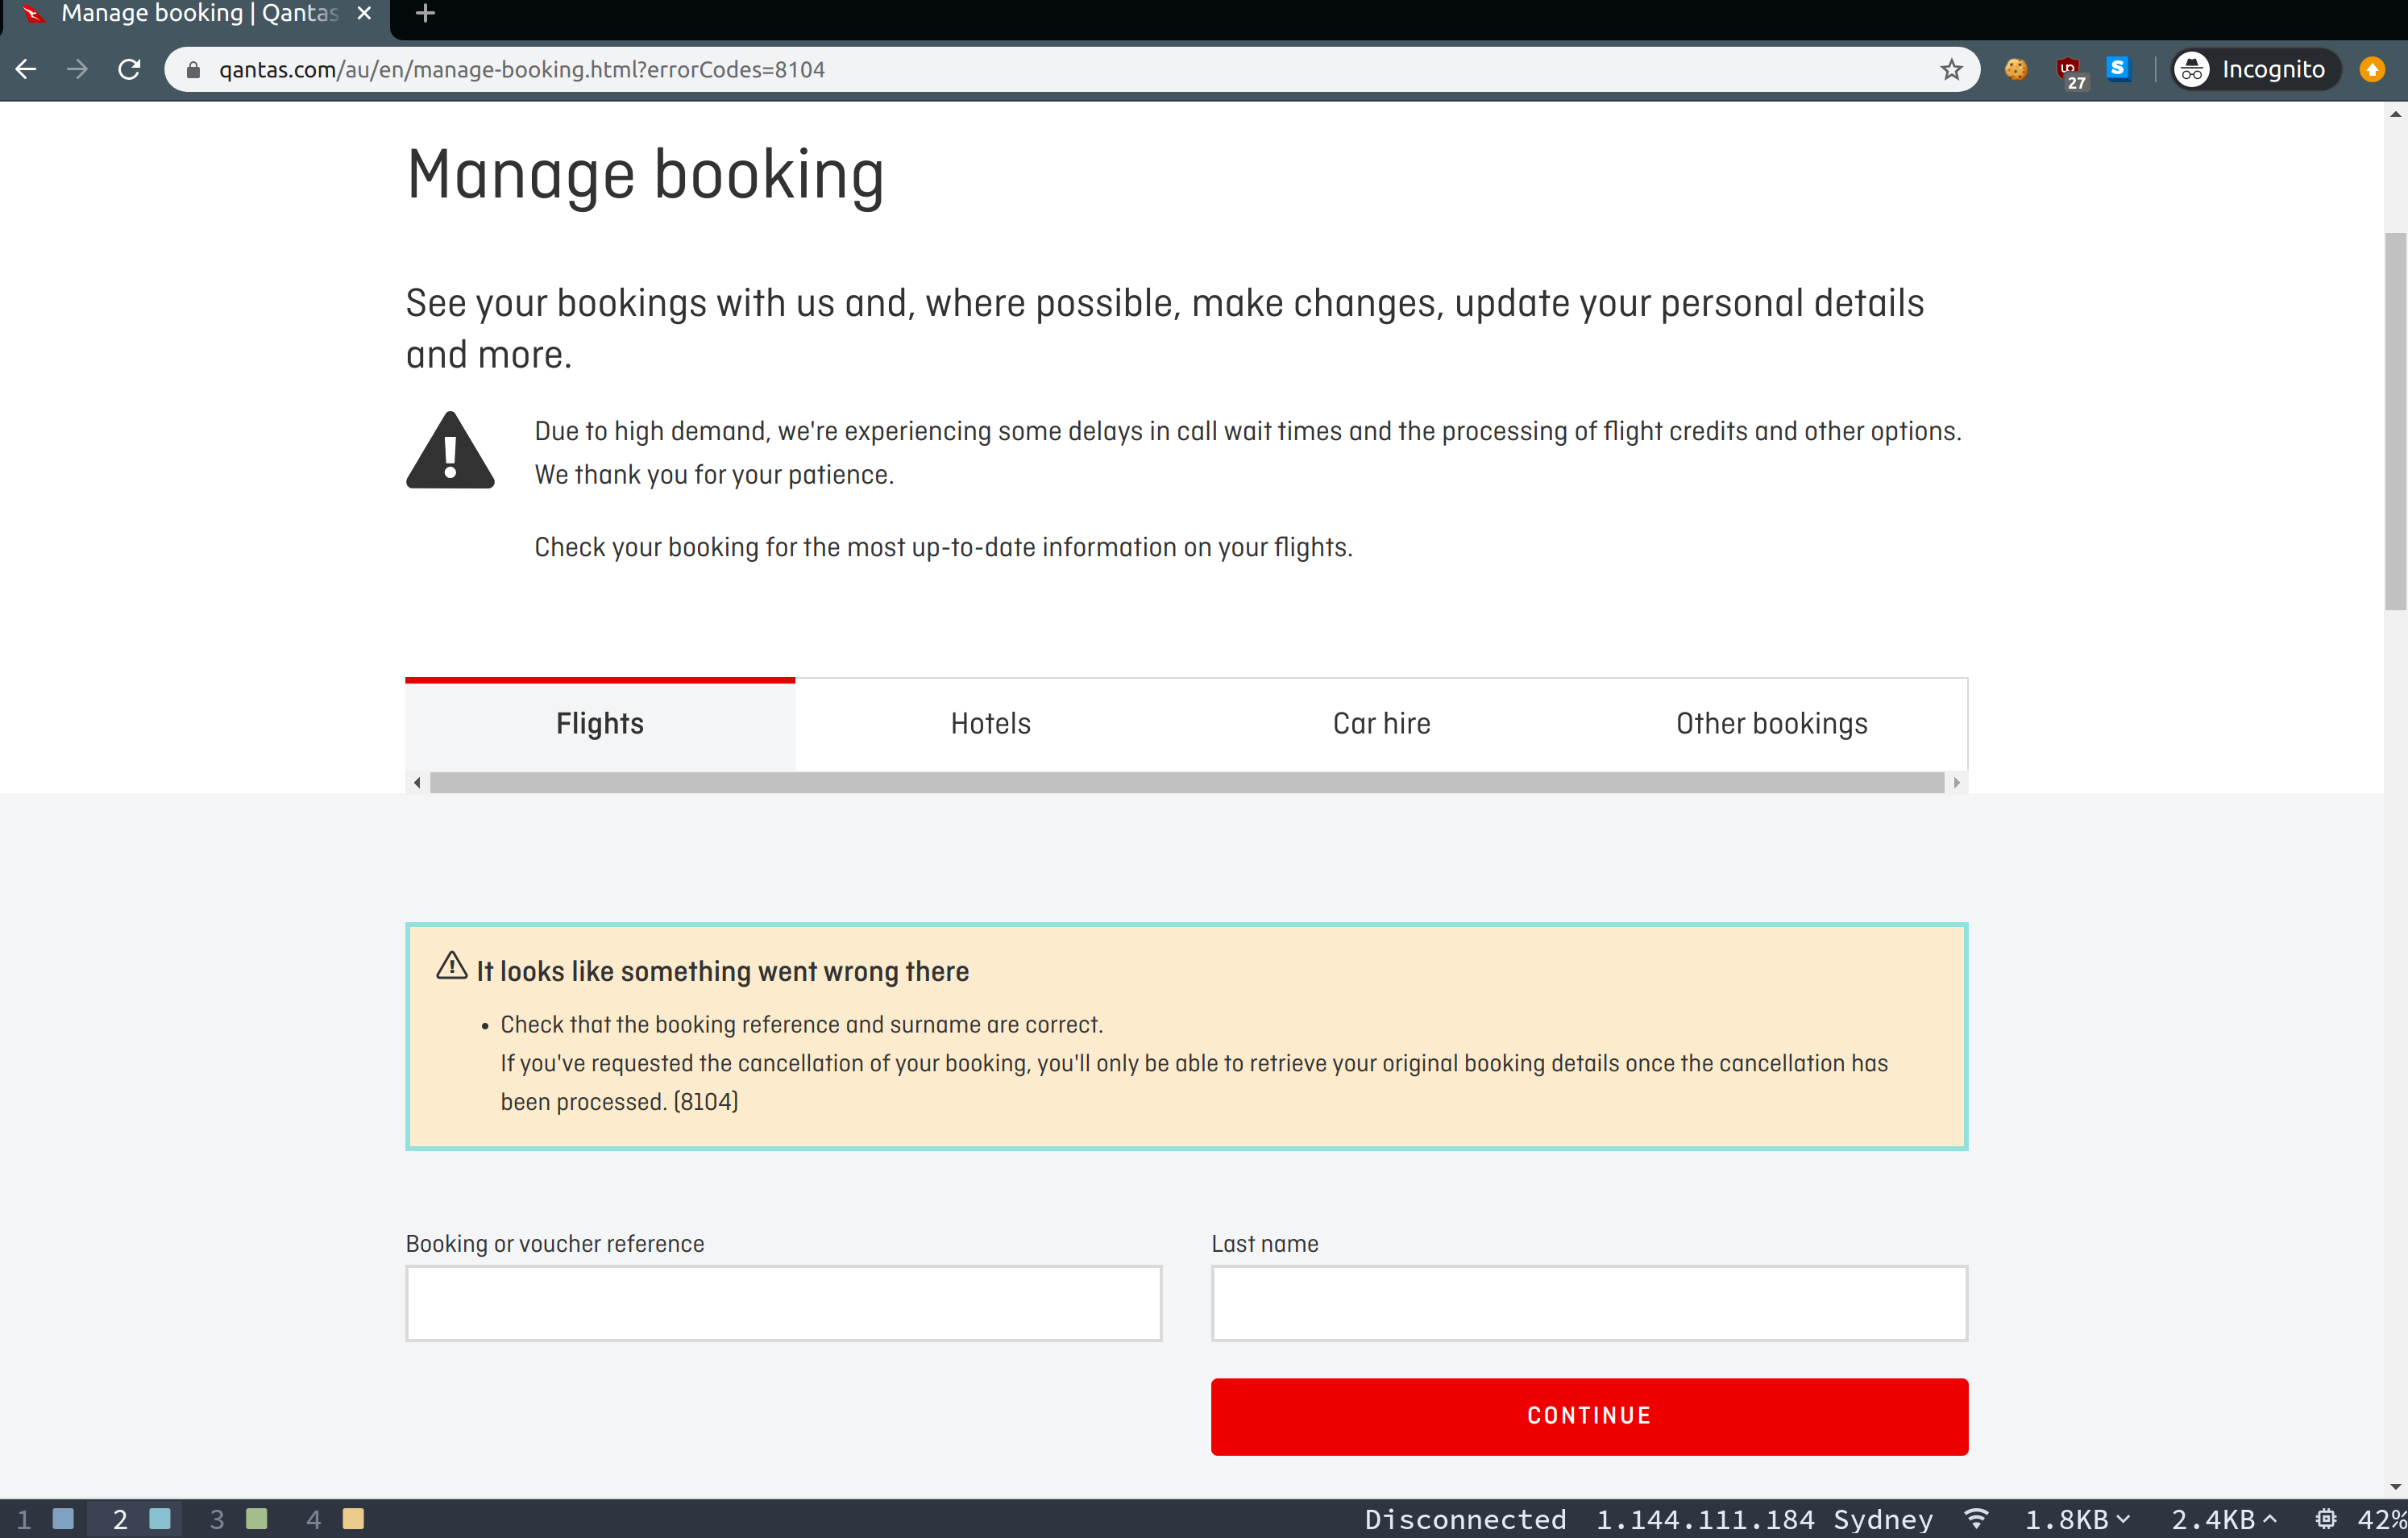 Manage booking | Qantas
qantas.com/au/en/manage-booking.html?errorCodes=8104
27
S
Incognito
Manage booking
See your bookings with us and, where possible, make changes, update your personal details
and more.
Due to high demand, we're experiencing some delays in call wait times and the processing of flight credits and other options.
We thank you for your patience.
Check your booking for the most up-to-date information on your flights.
Flights Hotels Car hire Other bookings
It looks like something went wrong there
• Check that the booking reference and surname are correct.
If you've requested the cancellation of your booking, you'll only be able to retrieve your original booking details once the cancellation has
been processed. (8104)
Booking or voucher reference
Last name
CONTINUE
1 2 3 4 Disconnected 1.144.111.184 Sydney 1.8KB 2.4KB 42%